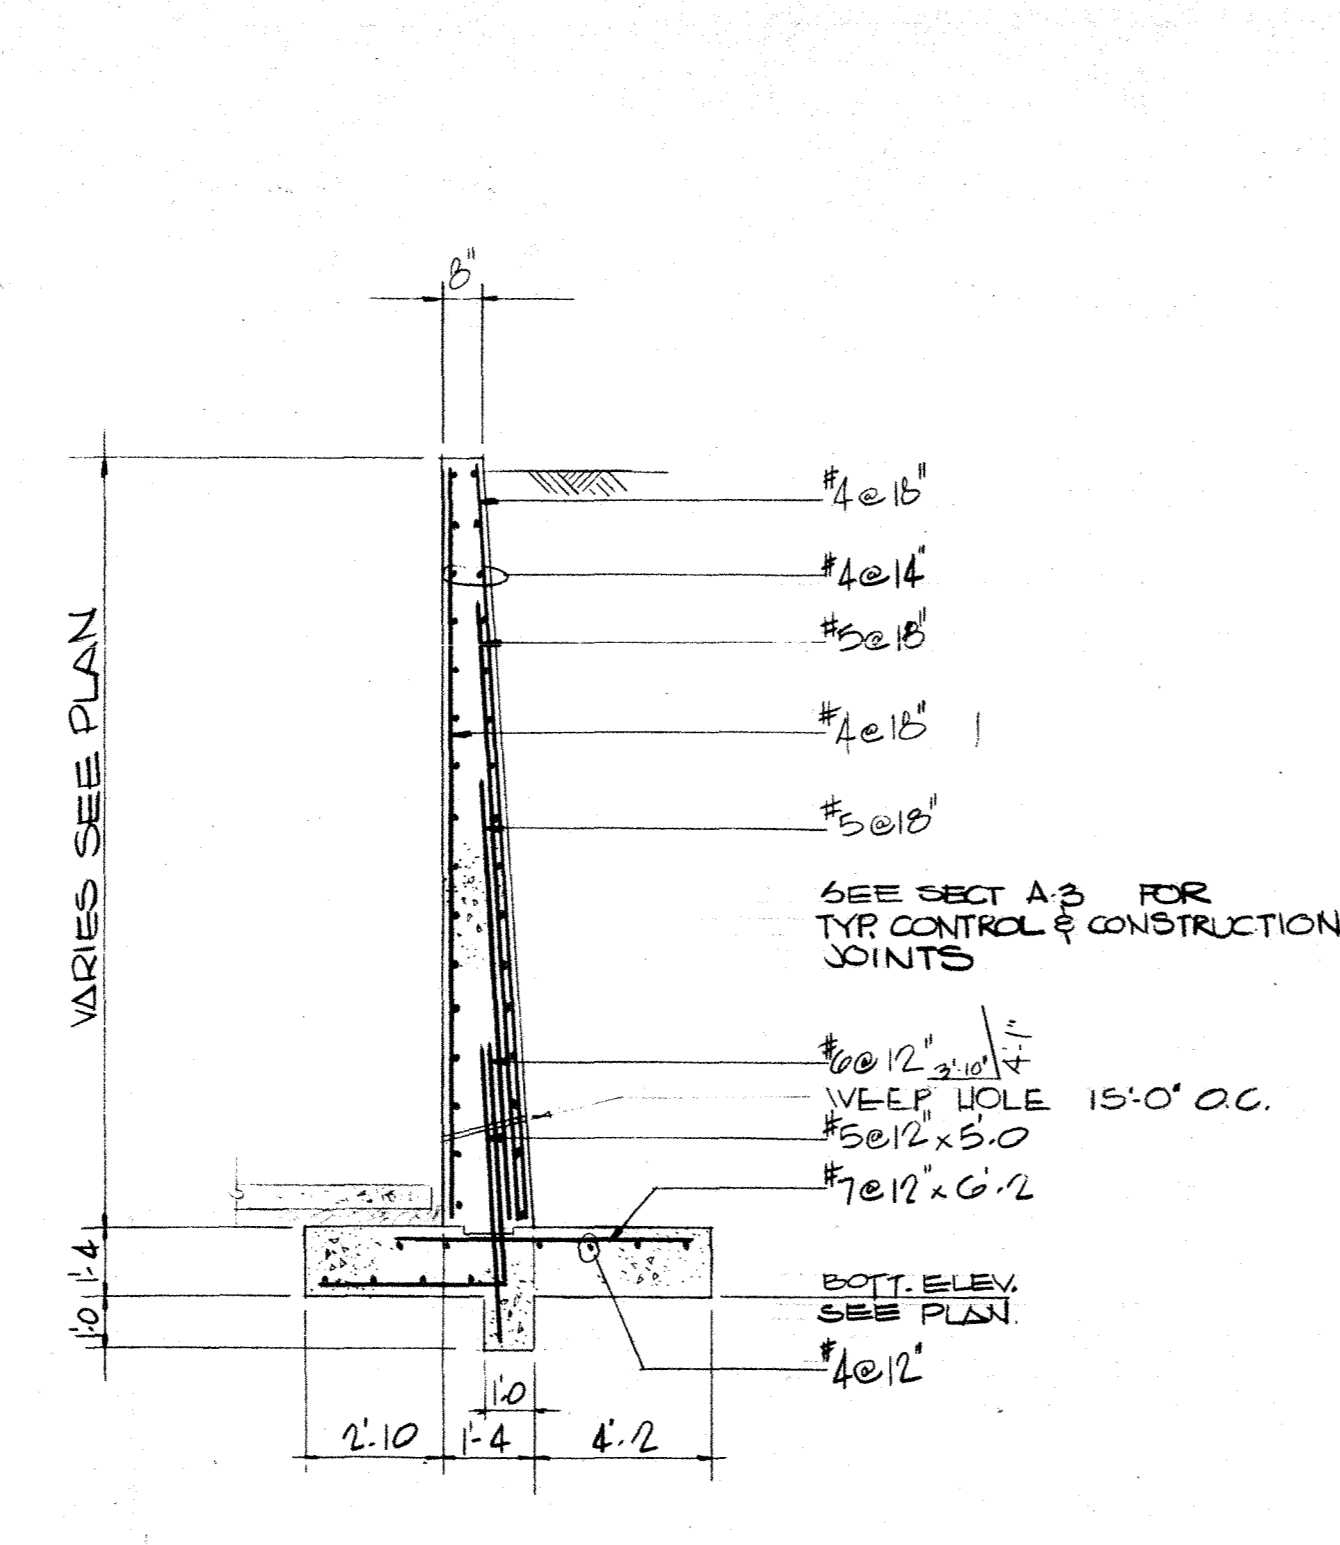 8"
#4@18"
#4@14"
#5@18"
#4@18"
#5@18"
VARIES SEE PLAN
SEE SECT A-3 FOR
TYP. CONTROL & CONSTRUCTION
JOINTS
#6@12" 3'-10" 4'-1"
WEEP HOLE 15'-0" O.C.
#5@12" x 5'-0
#7@12" x 6'-2
1'-4
BOTT. ELEV.
SEE PLAN.
1'-0
#4@12"
1'-0
2'-10 1'-4 4'-2